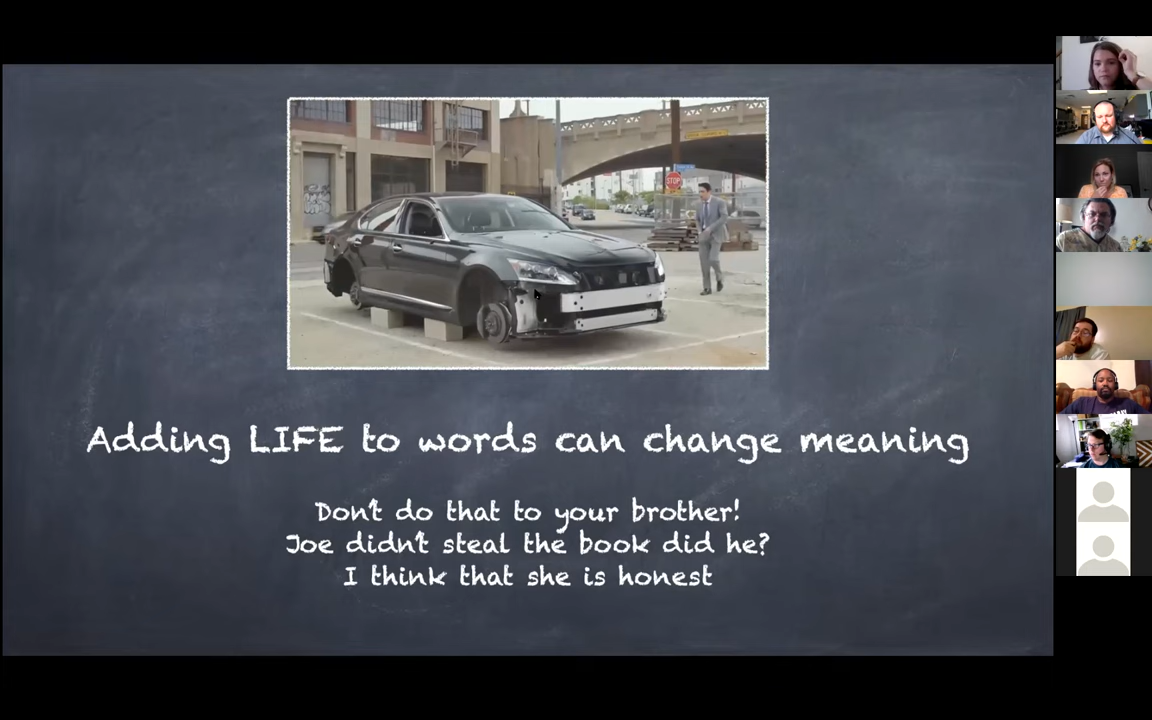 STOP
Adding LIFE to words can change meaning
Don't do that to your brother!
Joe didn't steal the book did he?
I think that she is honest